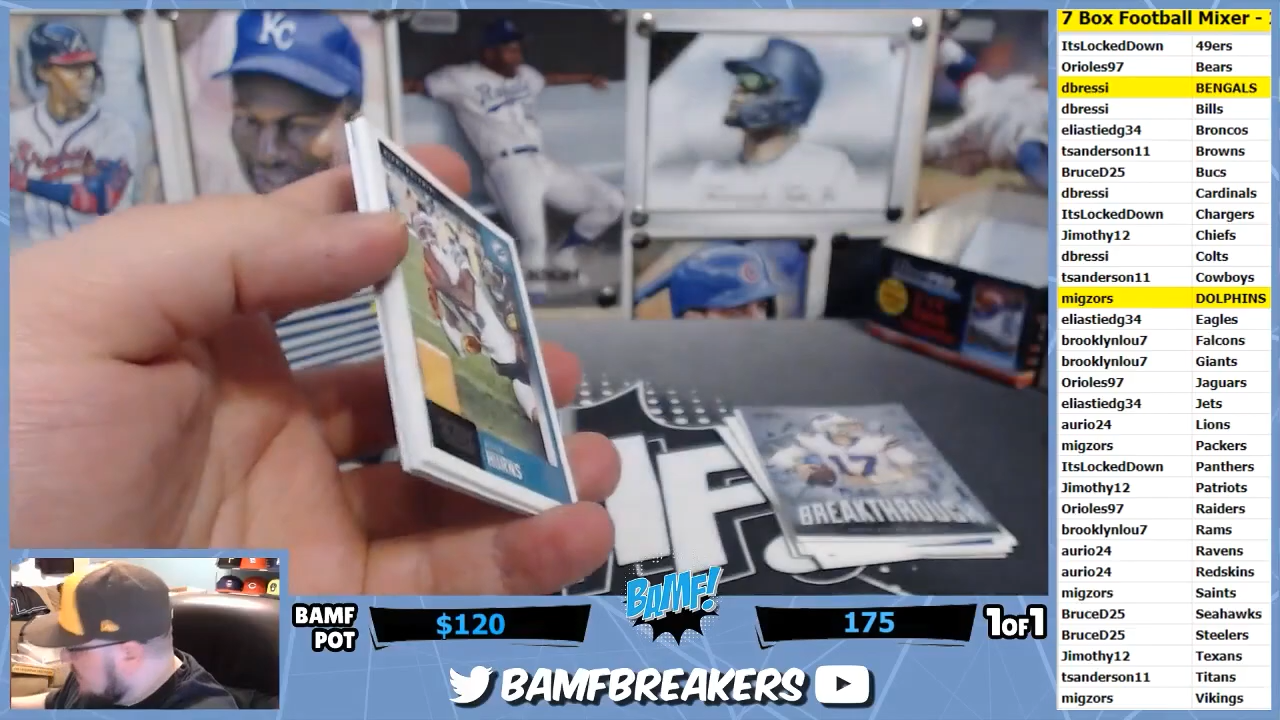 7 Box Football Mixer -
ItsLockedDown 49ers
Orioles97 Bears
dbressi BENGALS
dbressi Bills
eliastiedg34 Broncos
tsanderson11 Browns
BruceD25 Bucs
dbressi Cardinals
ItsLockedDown Chargers
Jimothy12 Chiefs
dbressi Colts
tsanderson11 Cowboys
migzors DOLPHINS
eliastiedg34 Eagles
brooklynlou7 Falcons
brooklynlou7 Giants
Orioles97 Jaguars
eliastiedg34 Jets
aurio24 Lions
migzors Packers
ItsLockedDown Panthers
Jimothy12 Patriots
Orioles97 Raiders
brooklynlou7 Rams
aurio24 Ravens
aurio24 Redskins
migzors Saints
BruceD25 Seahawks
BruceD25 Steelers
Jimothy12 Texans
tsanderson11 Titans
migzors Vikings
KC
HURNS
17
BREAKTHROUGH
BAMF POT
$120
BAMF!
175
1 OF 1
BAMFBREAKERS